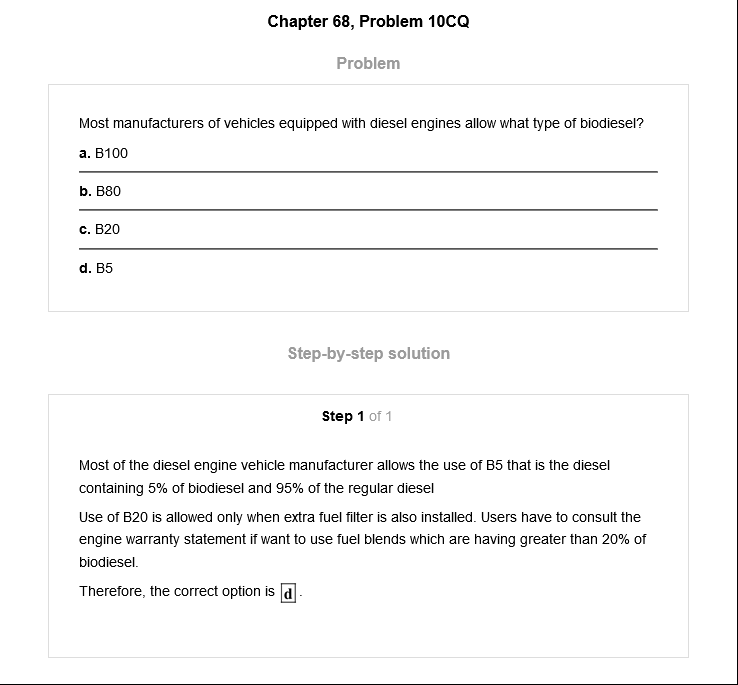 Chapter 68, Problem 10CQ
Problem
Most manufacturers of vehicles equipped with diesel engines allow what type of biodiesel?
a. B100
b. B80
c. B20
d. B5
Step-by-step solution
Step 1 of 1
Most of the diesel engine vehicle manufacturer allows the use of B5 that is the diesel
containing 5% of biodiesel and 95% of the regular diesel
Use of B20 is allowed only when extra fuel filter is also installed. Users have to consult the
engine warranty statement if want to use fuel blends which are having greater than 20% of
biodiesel.
Therefore, the correct option is d.